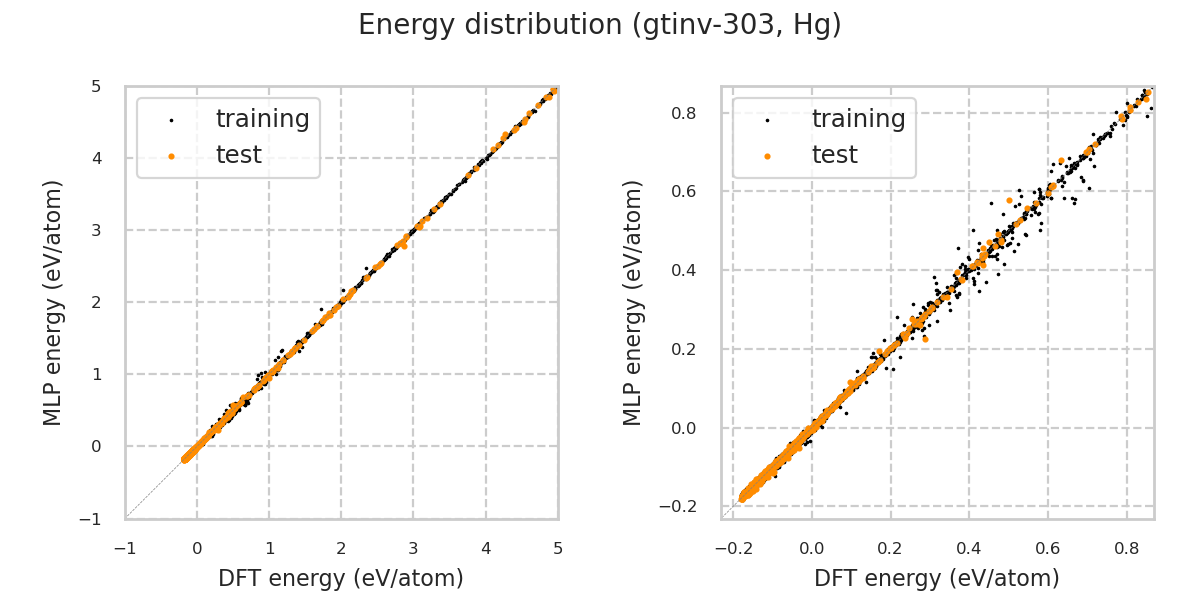 Energy distribution (gtinv-303, Hg)
training
test
5
4
3
2
1
0
−1
−1
0
1
2
3
4
5
MLP energy (eV/atom)
DFT energy (eV/atom)
training
test
0.8
0.6
0.4
0.2
0.0
−0.2
−0.2
0.0
0.2
0.4
0.6
0.8
MLP energy (eV/atom)
DFT energy (eV/atom)